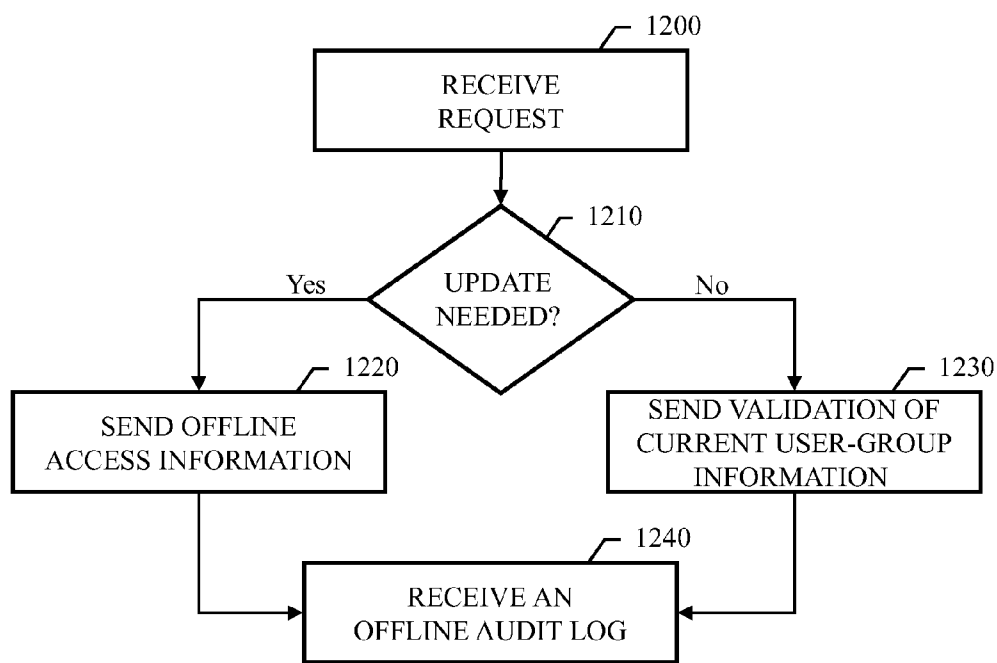 1200
RECEIVE
REQUEST
1210
UPDATE
NEEDED?
Yes
No
1220
SEND OFFLINE
ACCESS INFORMATION
1230
SEND VALIDATION OF
CURRENT USER-GROUP
INFORMATION
1240
RECEIVE AN
OFFLINE AUDIT LOG